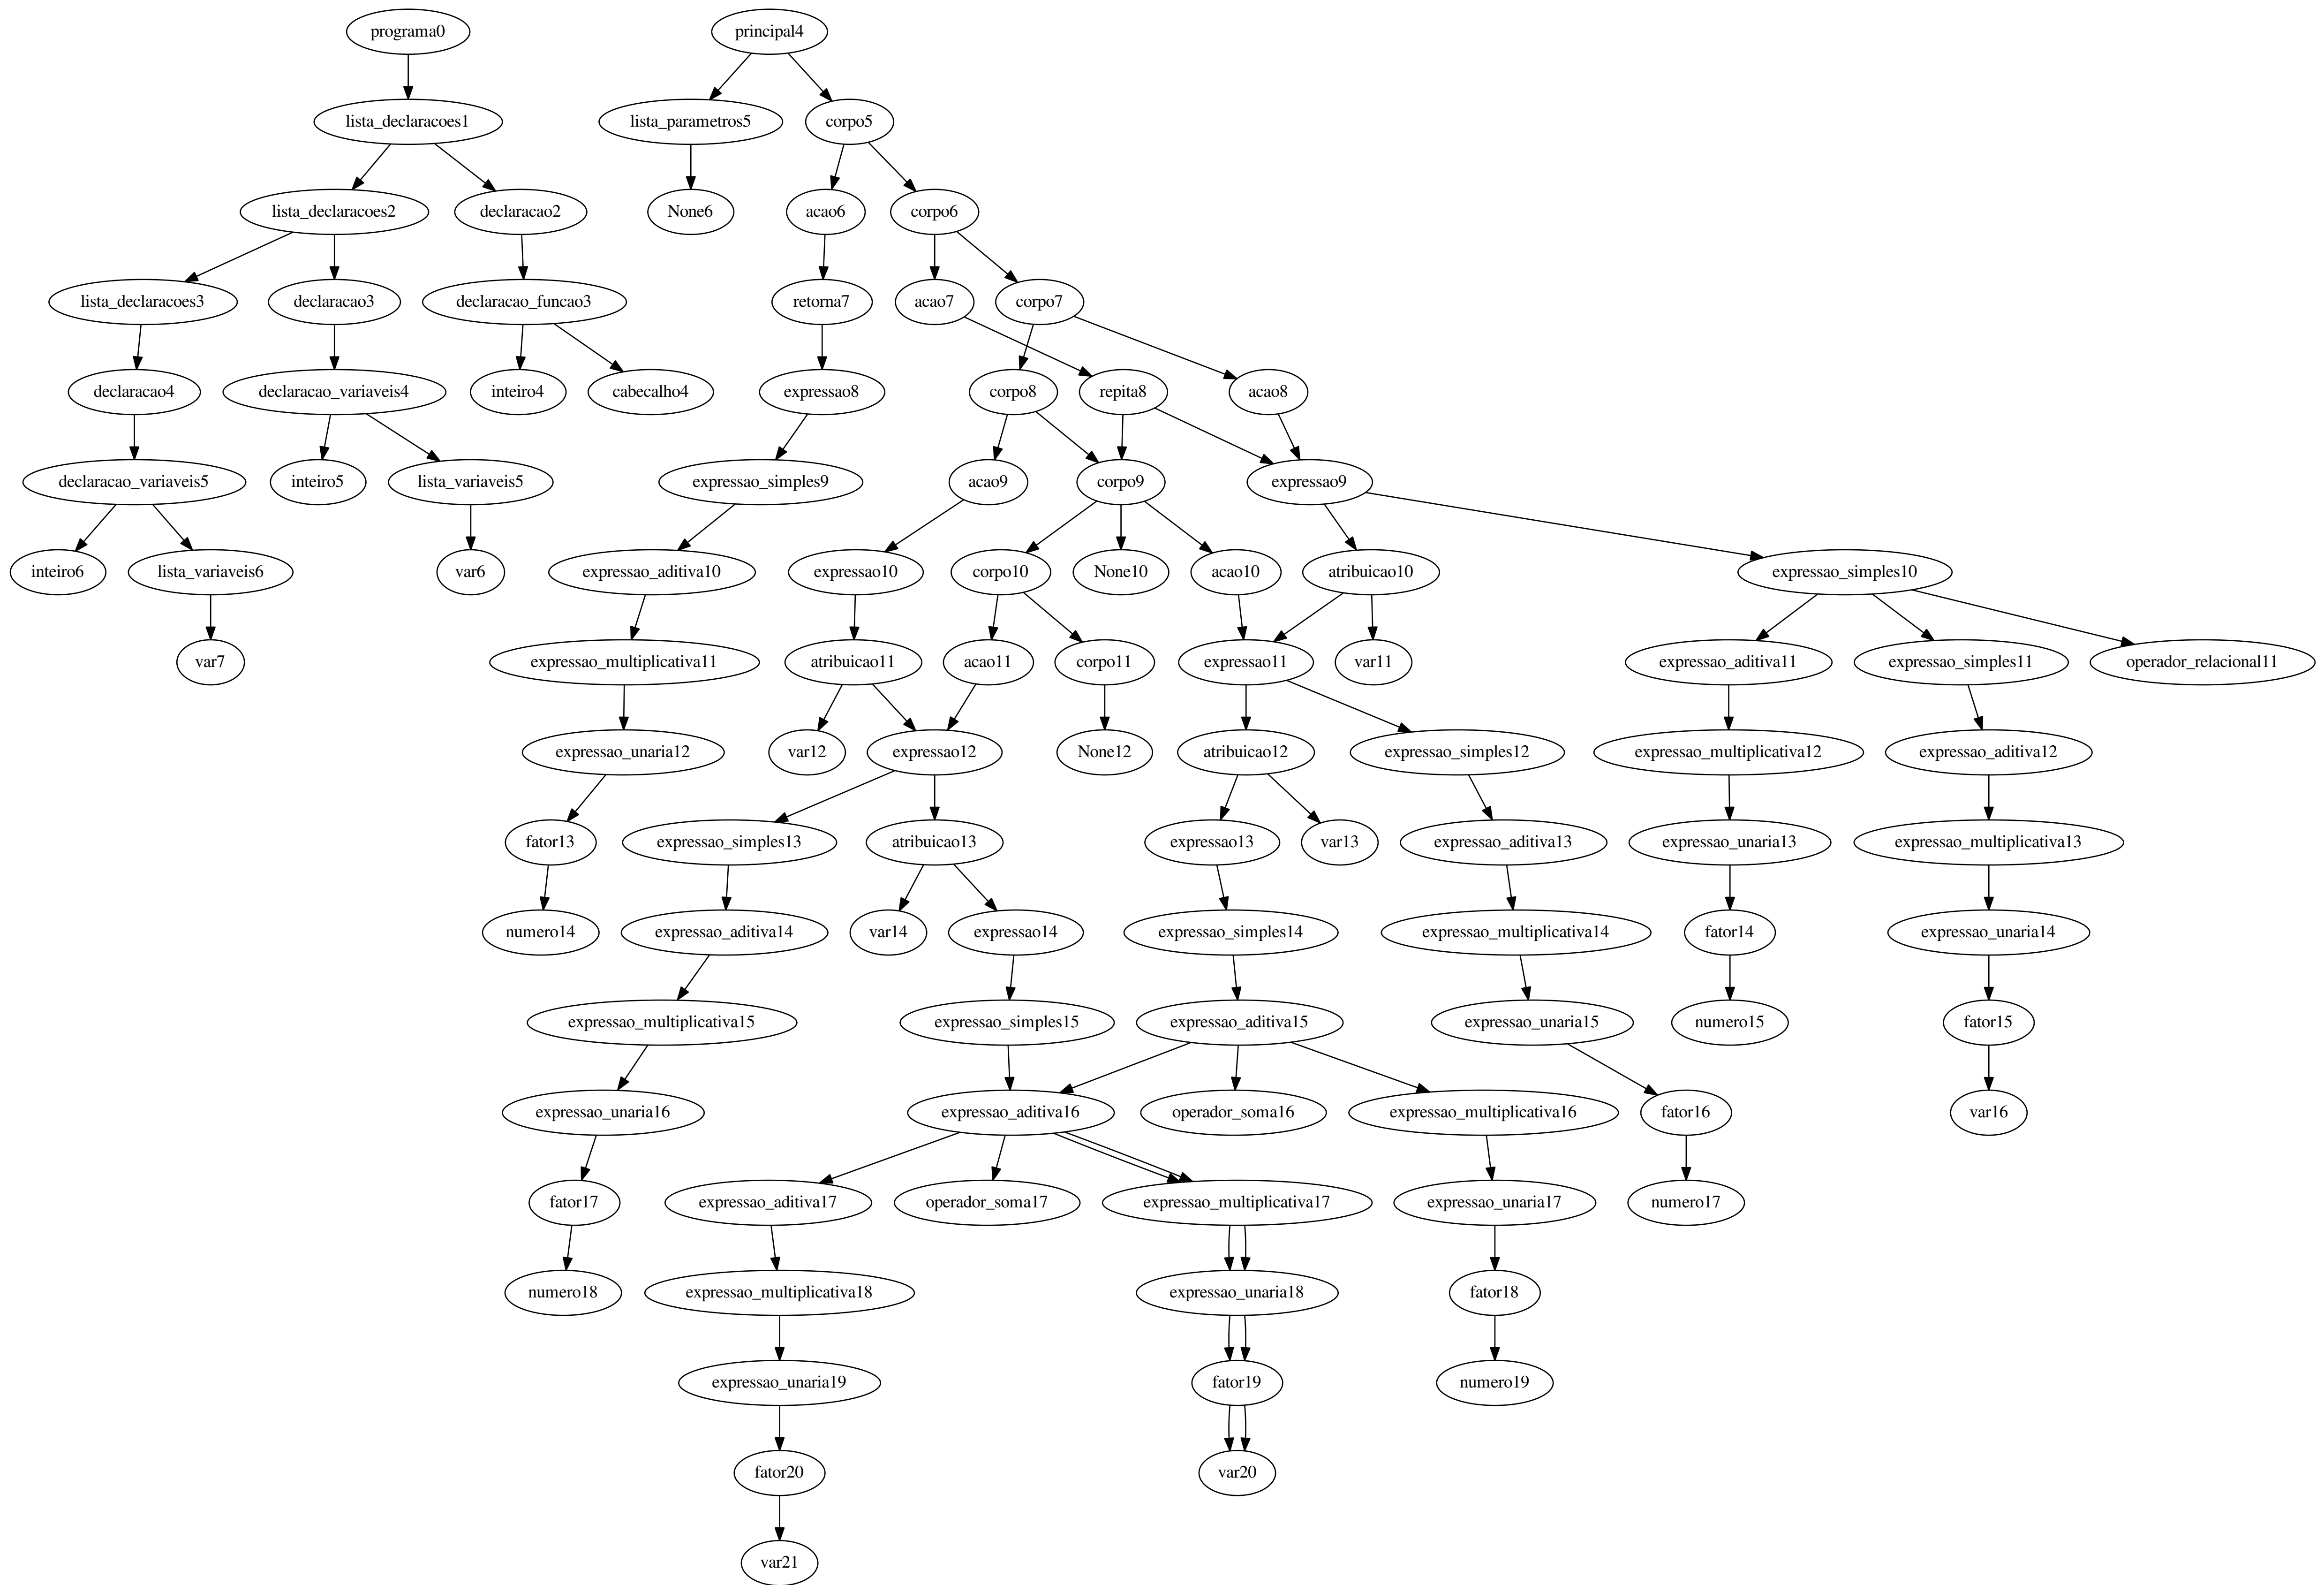 programa0
principal4
lista_declaracoes1
lista_parametros5
corpo5
lista_declaracoes2
declaracao2
None6
acao6
corpo6
lista_declaracoes3
declaracao3
declaracao_funcao3
retorna7
acao7
corpo7
declaracao4
declaracao_variaveis4
inteiro4
cabecalho4
expressao8
corpo8
repita8
acao8
declaracao_variaveis5
inteiro5
lista_variaveis5
expressao_simples9
acao9
corpo9
expressao9
inteiro6
lista_variaveis6
var6
expressao_aditiva10
expressao10
corpo10
None10
acao10
atribuicao10
expressao_simples10
var7
expressao_multiplicativa11
atribuicao11
acao11
corpo11
expressao11
var11
expressao_aditiva11
expressao_simples11
operador_relacional11
expressao_unaria12
var12
expressao12
None12
atribuicao12
expressao_simples12
expressao_multiplicativa12
expressao_aditiva12
fator13
expressao_simples13
atribuicao13
expressao13
var13
expressao_aditiva13
expressao_unaria13
expressao_multiplicativa13
numero14
expressao_aditiva14
var14
expressao14
expressao_simples14
expressao_multiplicativa14
fator14
expressao_unaria14
expressao_multiplicativa15
expressao_simples15
expressao_aditiva15
expressao_unaria15
numero15
fator15
expressao_unaria16
expressao_aditiva16
operador_soma16
expressao_multiplicativa16
fator16
var16
fator17
expressao_aditiva17
operador_soma17
expressao_multiplicativa17
expressao_unaria17
numero17
numero18
expressao_multiplicativa18
expressao_unaria18
fator18
expressao_unaria19
fator19
numero19
fator20
var20
var21